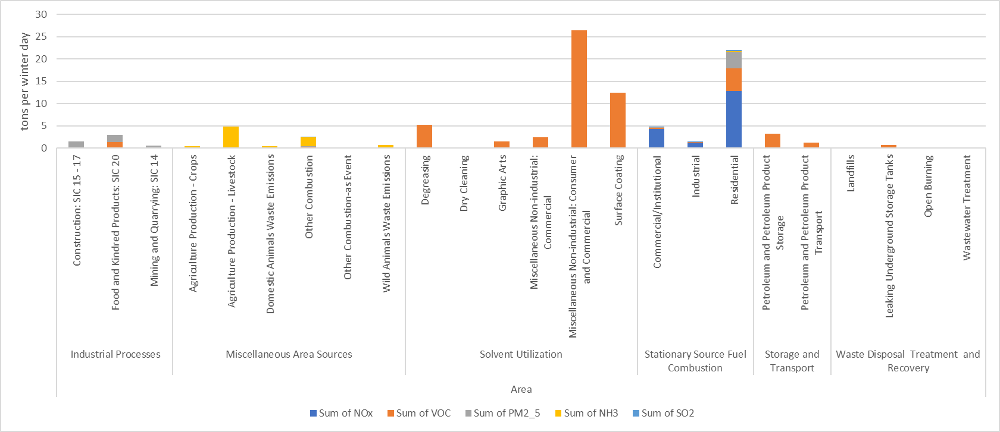 30
25
20
15
10
5
0
tons per winter day
Construction: SIC 15 - 17
Food and Kindred Products: SIC 20
Mining and Quarrying: SIC 14
Agriculture Production - Crops
Agriculture Production - Livestock
Domestic Animals Waste Emissions
Other Combustion
Other Combustion-as Event
Wild Animals Waste Emissions
Degreasing
Dry Cleaning
Graphic Arts
Miscellaneous Non-industrial:
Commercial
Miscellaneous Non-industrial: Consumer
and Commercial
Surface Coating
Commercial/Institutional
Industrial
Residential
Petroleum and Petroleum Product
Storage
Petroleum and Petroleum Product
Transport
Landfills
Leaking Underground Storage Tanks
Open Burning
Wastewater Treatment
Industrial Processes
Miscellaneous Area Sources
Solvent Utilization
Stationary Source Fuel
Combustion
Storage and
Transport
Waste Disposal Treatment and
Recovery
Area
Sum of NOx
Sum of VOC
Sum of PM2_5
Sum of NH3
Sum of SO2